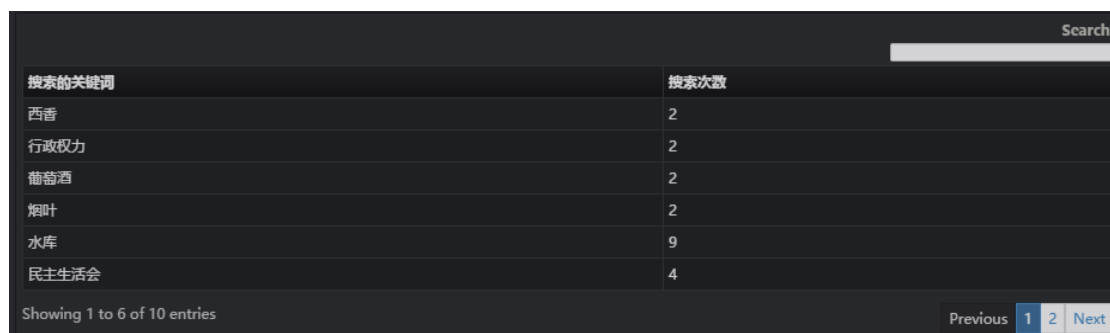 Search
搜索的关键词 搜索次数
西香 2
行政权力 2
葡萄酒 2
烟叶 2
水库 9
民主生活会 4
Showing 1 to 6 of 10 entries Previous 1 2 Next